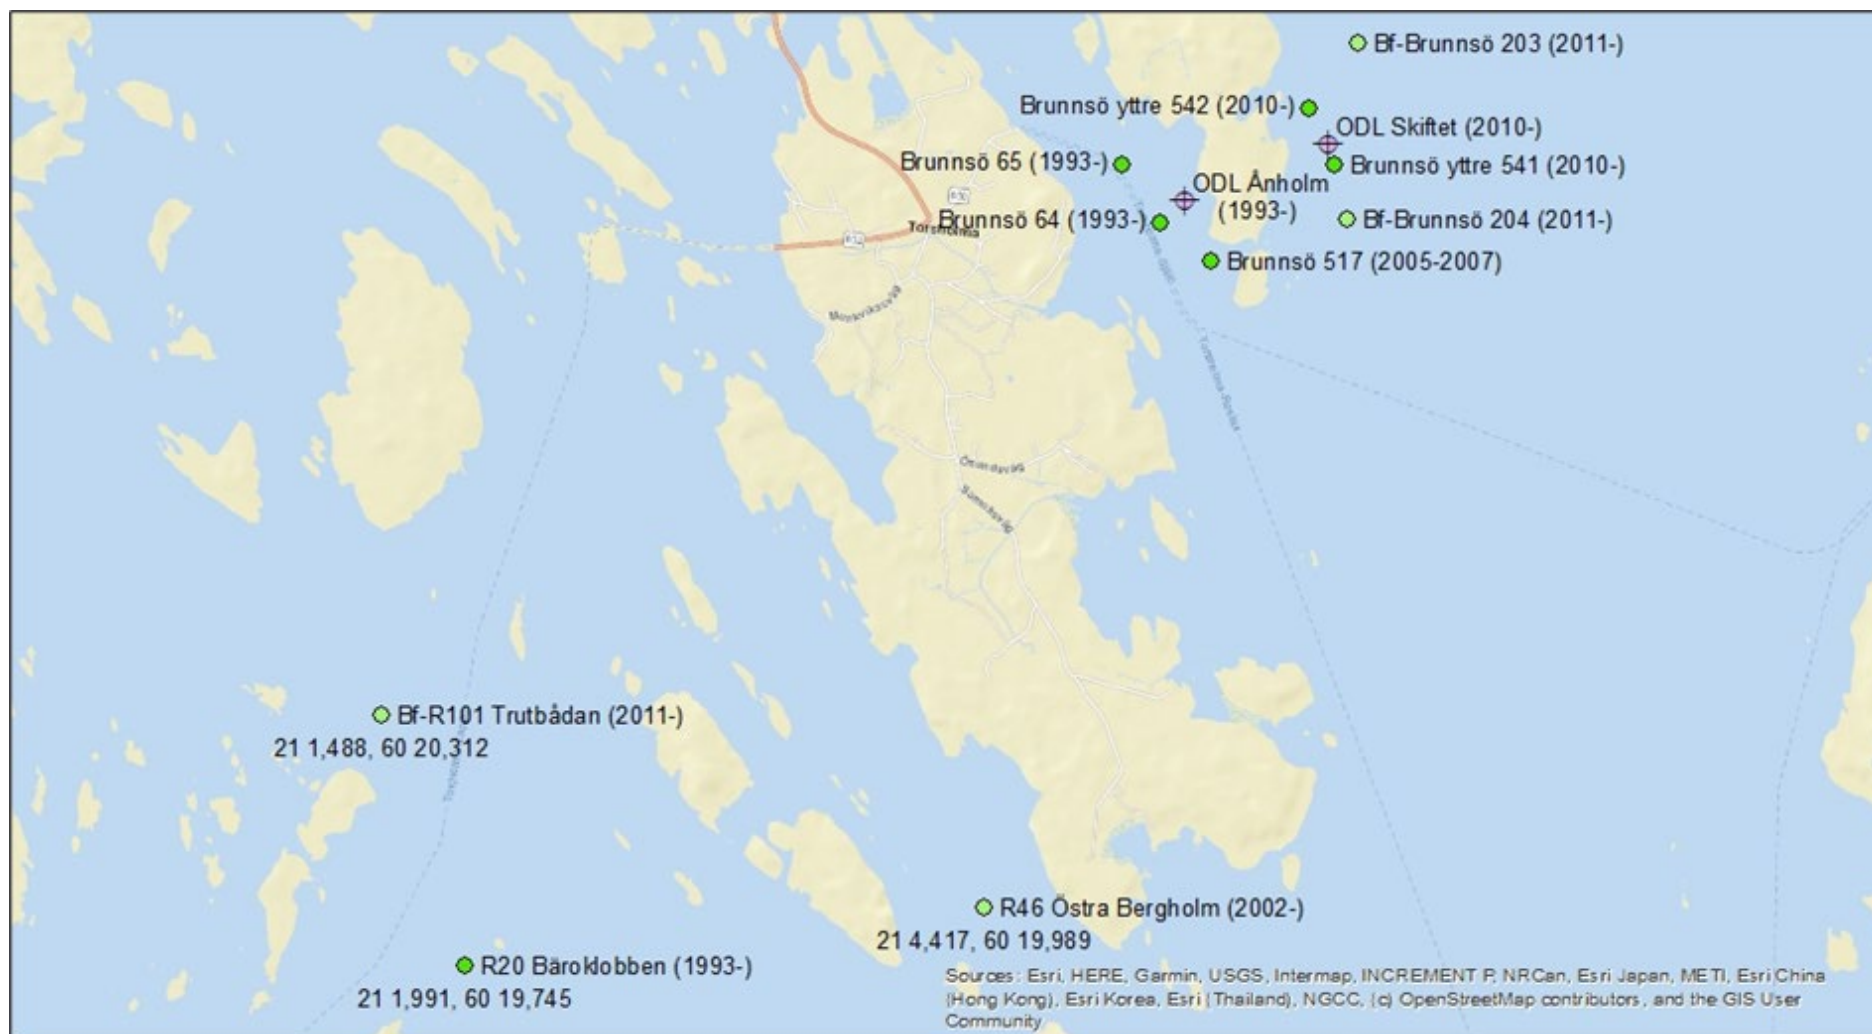 Bf-Brunnsö 203 (2011-)
Brunnsö yttre 542 (2010-)
ODL Skiftet (2010-)
Brunnsö 65 (1993-)
Brunnsö yttre 541 (2010-)
ODL Ånholm
(1993-)
Brunnsö 64 (1993-)
Bf-Brunnsö 204 (2011-)
Torsholma
Brunnsö 517 (2005-2007)
Bf-R101 Trutbådan (2011-)
21 1,488, 60 20,312
R46 Östra Bergholm (2002-)
21 4,417, 60 19,989
R20 Bäroklobben (1993-)
21 1,991, 60 19,745
Sources: Esri, HERE, Garmin, USGS, Intermap, INCREMENT P, NRCan, Esri Japan, METI, Esri China
(Hong Kong), Esri Korea, Esri (Thailand), NGCC, (c) OpenStreetMap contributors, and the GIS User
Community